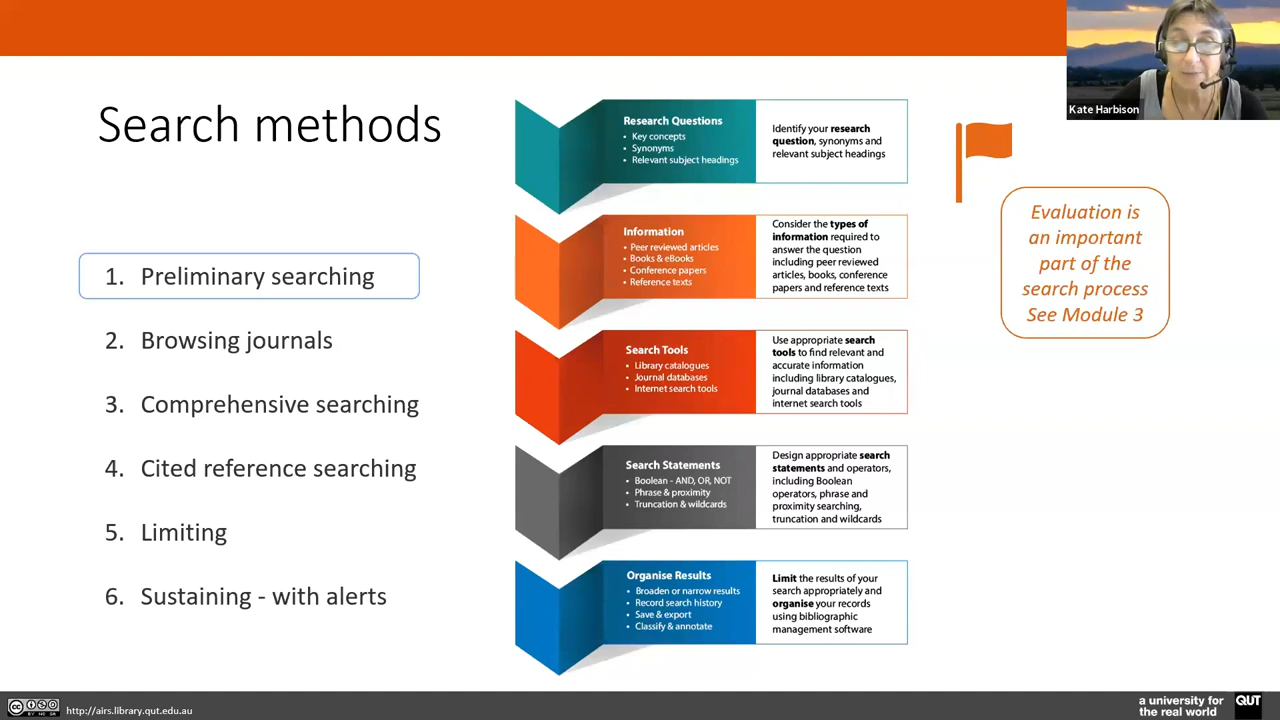 Kate Harbison
Search methods
1. Preliminary searching
2. Browsing journals
3. Comprehensive searching
4. Cited reference searching
5. Limiting
6. Sustaining - with alerts
Research Questions
• Key concepts
• Synonyms
• Relevant subject headings
Identify your research
question, synonyms and
relevant subject headings
Information
• Peer reviewed articles
• Books & eBooks
• Conference papers
• Reference texts
Consider the types of
information required to
answer the question
including peer reviewed
articles, books, conference
papers and reference texts
Search Tools
• Library catalogues
• Journal databases
• Internet search tools
Use appropriate search
tools to find relevant and
accurate information
including library catalogues,
journal databases and
internet search tools
Search Statements
• Boolean - AND, OR, NOT
• Phrase & proximity
• Truncation & wildcards
Design appropriate search
statements and operators,
including Boolean
operators, phrase and
proximity searching,
truncation and wildcards
Organise Results
• Broaden or narrow results
• Record search history
• Save & export
• Classify & annotate
Limit the results of your
search appropriately and
organise your records
using bibliographic
management software
Evaluation is
an important
part of the
search process
See Module 3
CC BY NC SA
http://airs.library.qut.edu.au
a university for
the real world
QUT